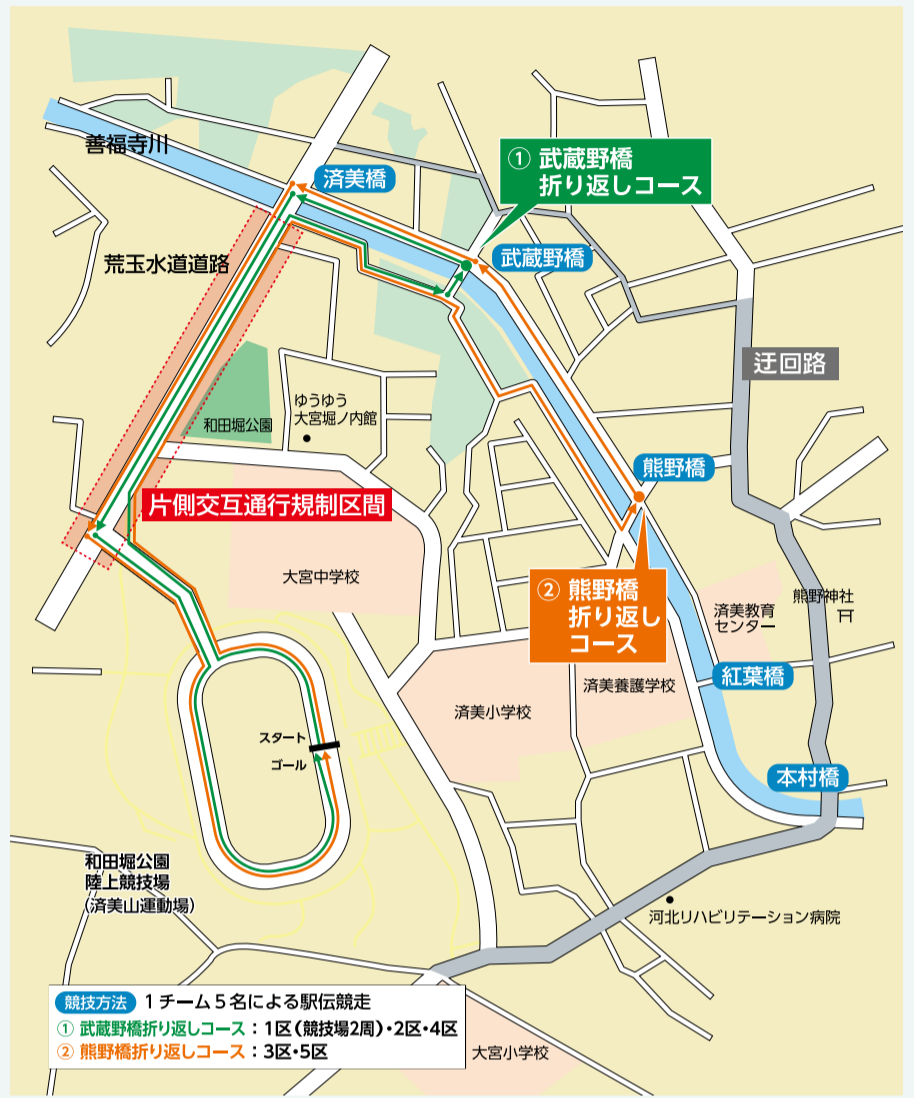 善福寺川
済美橋
① 武蔵野橋
折り返しコース
武蔵野橋
荒玉水道道路
迂回路
ゆうゆう
大宮堀ノ内館
和田堀公園
熊野橋
片側交互通行規制区間
大宮中学校
② 熊野橋
折り返し
コース
熊野神社
済美教育
センター
済美養護学校
紅葉橋
済美小学校
スタート
ゴール
本村橋
和田堀公園
陸上競技場
(済美山運動場)
河北リハビリテーション病院
競技方法 1チーム5名による駅伝競走
① 武蔵野橋折り返しコース:1区(競技場2周)・2区・4区
② 熊野橋折り返しコース:3区・5区
大宮小学校